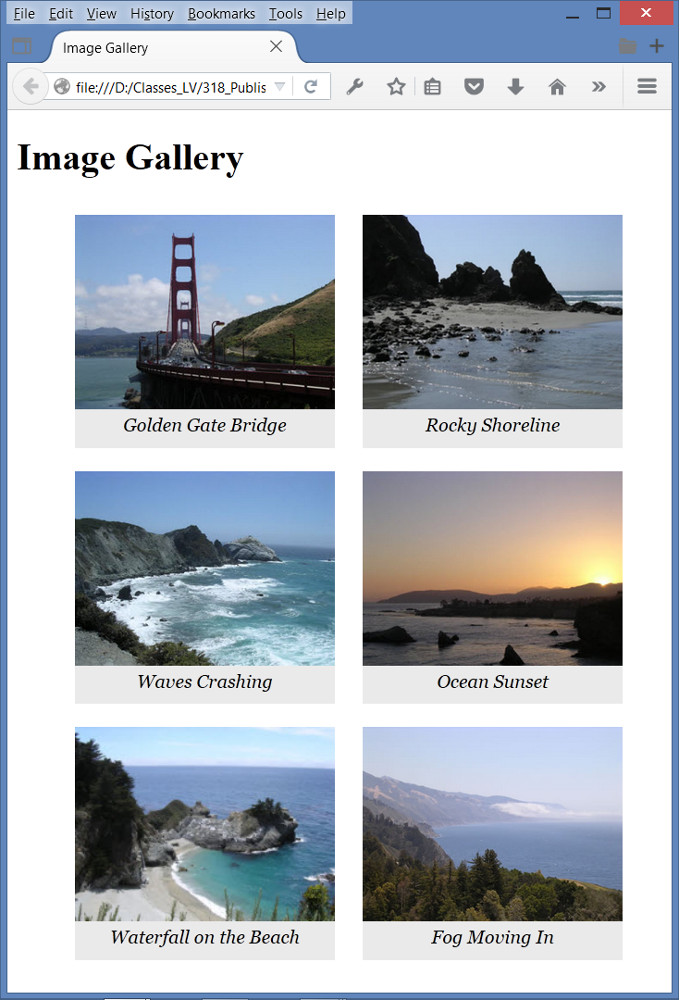 File Edit View History Bookmarks Tools Help
Image Gallery
file:///D:/Classes_LV/318_Publis
Image Gallery
Golden Gate Bridge
Rocky Shoreline
Waves Crashing
Ocean Sunset
Waterfall on the Beach
Fog Moving In